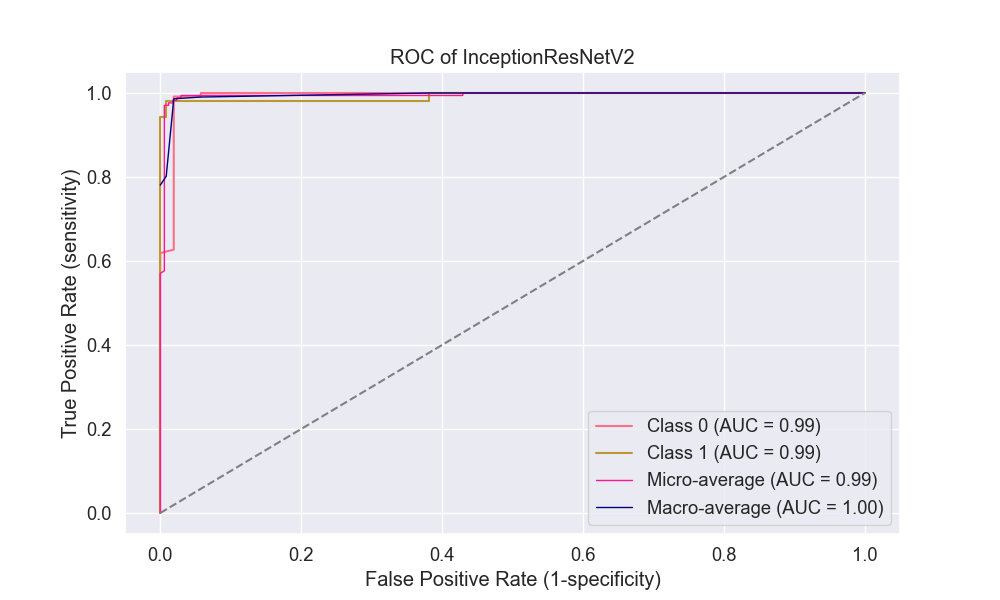 ROC of InceptionResNetV2
1.0
0.8
0.6
0.4
0.2
0.0
True Positive Rate (sensitivity)
Class 0 (AUC = 0.99)
Class 1 (AUC = 0.99)
Micro-average (AUC = 0.99)
Macro-average (AUC = 1.00)
0.0 0.2 0.4 0.6 0.8 1.0
False Positive Rate (1-specificity)